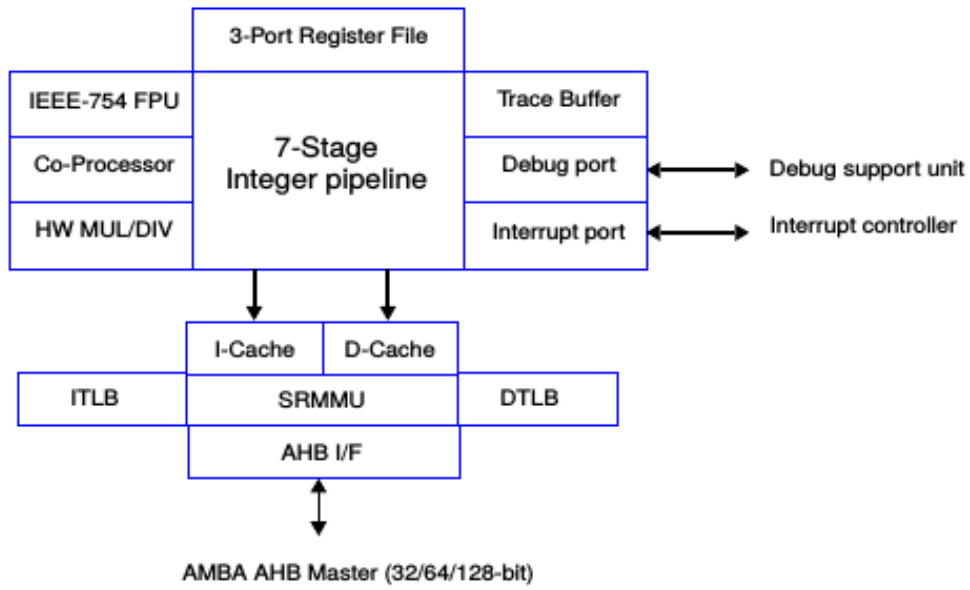 3-Port Register File
IEEE-754 FPU
Trace Buffer
7-Stage
Integer pipeline
Co-Processor
Debug port
Debug support unit
HW MUL/DIV
Interrupt port
Interrupt controller
I-Cache
D-Cache
ITLB
SRMMU
DTLB
AHB I/F
AMBA AHB Master (32/64/128-bit)